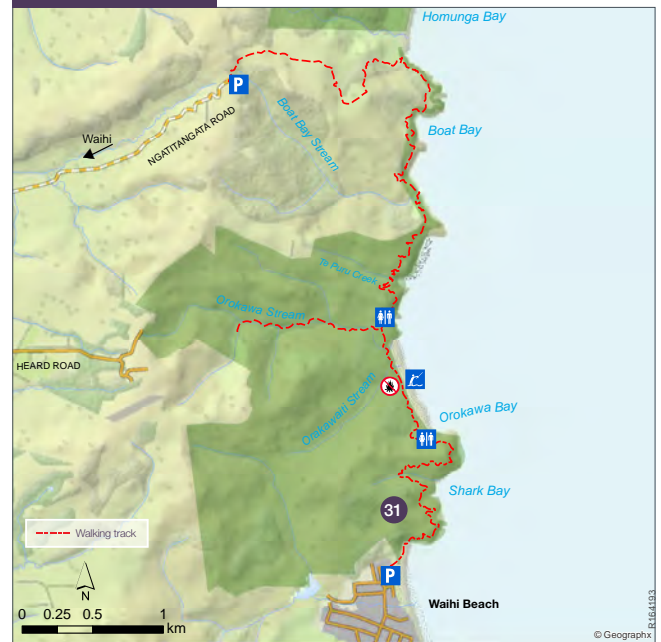 Homunga Bay
P
Boat Bay
Waihi
NGATITANGATA ROAD
Boat Bay Stream
Te Puru Creek
Orokawa Stream
HEARD ROAD
Orakawaiti Stream
Orokawa Bay
Shark Bay
31
Walking track
P
N
0 0.25 0.5 1
km
Waihi Beach
© Geographx
R164193